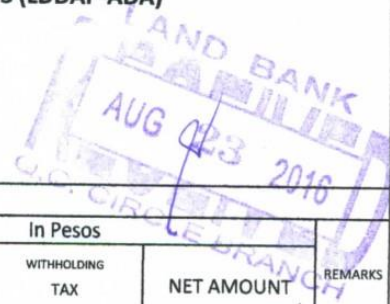 (LDDAP-ADA)
LAND BANK
AUG 23 2016
Q.C. CIRCLE BRANCH
In Pesos
WITHHOLDING
TAX
NET AMOUNT
REMARKS